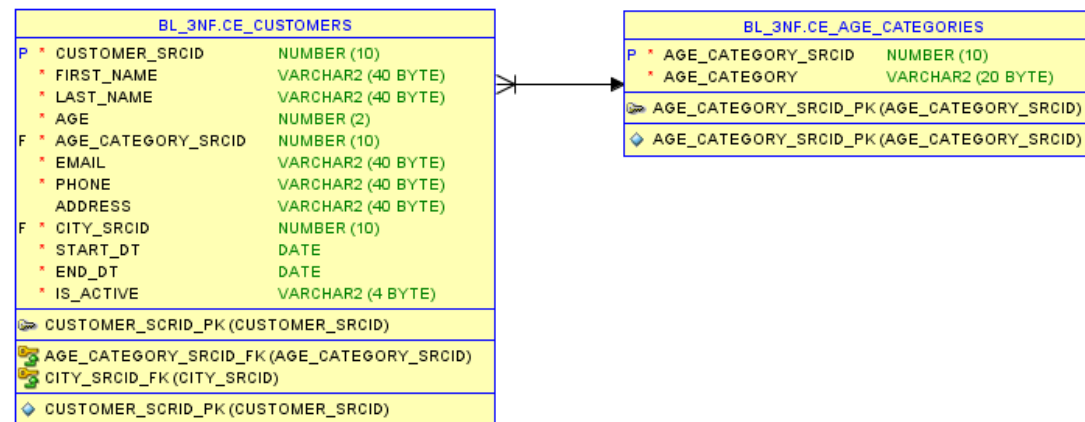 BL_3NF.CE_CUSTOMERS
P * CUSTOMER_SRCID NUMBER (10)
* FIRST_NAME VARCHAR2 (40 BYTE)
* LAST_NAME VARCHAR2 (40 BYTE)
* AGE NUMBER (2)
F * AGE_CATEGORY_SRCID NUMBER (10)
* EMAIL VARCHAR2 (40 BYTE)
* PHONE VARCHAR2 (40 BYTE)
ADDRESS VARCHAR2 (40 BYTE)
F * CITY_SRCID NUMBER (10)
* START_DT DATE
* END_DT DATE
* IS_ACTIVE VARCHAR2 (4 BYTE)
CUSTOMER_SCRID_PK (CUSTOMER_SRCID)
AGE_CATEGORY_SRCID_FK (AGE_CATEGORY_SRCID)
CITY_SRCID_FK (CITY_SRCID)
CUSTOMER_SCRID_PK (CUSTOMER_SRCID)
BL_3NF.CE_AGE_CATEGORIES
P * AGE_CATEGORY_SRCID NUMBER (10)
* AGE_CATEGORY VARCHAR2 (20 BYTE)
AGE_CATEGORY_SRCID_PK (AGE_CATEGORY_SRCID)
AGE_CATEGORY_SRCID_PK (AGE_CATEGORY_SRCID)